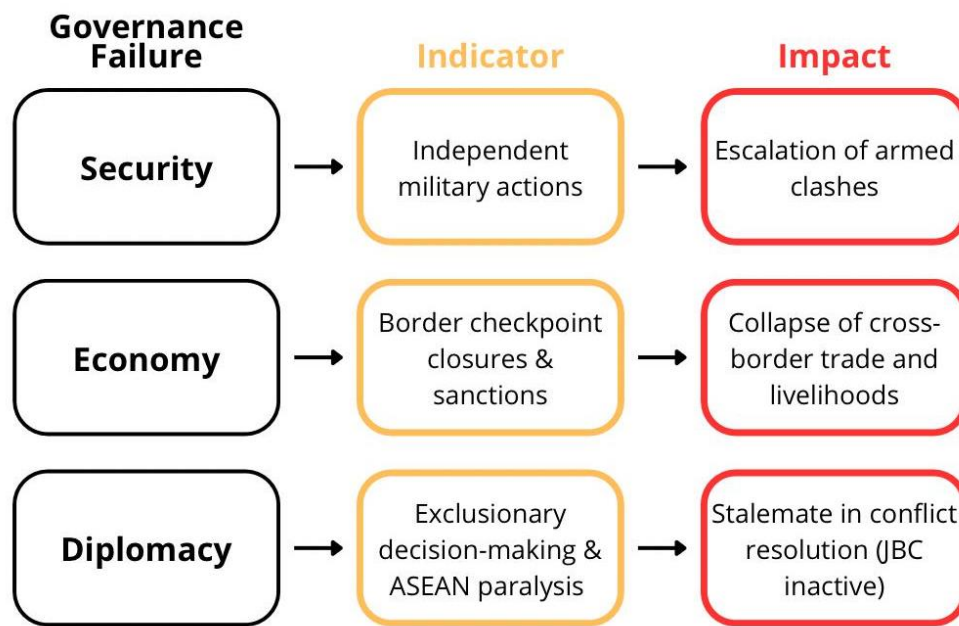 Governance
Failure
Indicator
Impact
Security
Independent
military actions
Escalation of armed
clashes
Economy
Border checkpoint
closures &
sanctions
Collapse of cross-
border trade and
livelihoods
Diplomacy
Exclusionary
decision-making &
ASEAN paralysis
Stalemate in conflict
resolution (JBC
inactive)